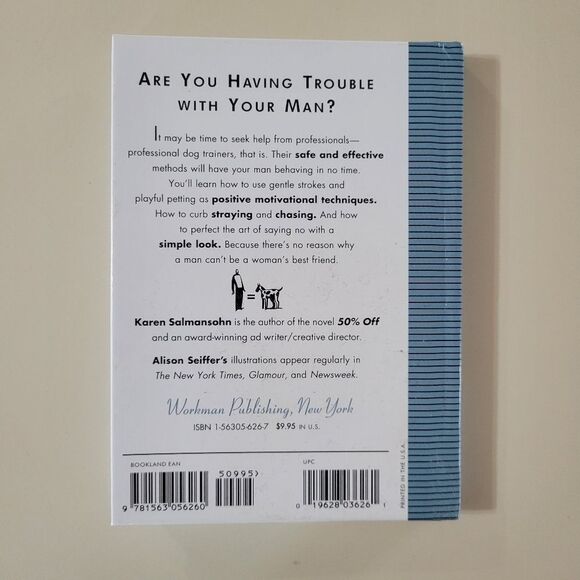 ARE YOU HAVING TROUBLE
WITH YOUR MAN?
It may be time to seek help from professionals—
professional dog trainers, that is. Their safe and effective
methods will have your man behaving in no time.
You'll learn how to use gentle strokes and
playful petting as positive motivational techniques.
How to curb straying and chasing. And how
to perfect the art of saying no with a
simple look. Because there's no reason why
a man can't be a woman's best friend.
=
Karen Salmansohn is the author of the novel 50% Off
and an award-winning ad writer/creative director.
Alison Seiffer's illustrations appear regularly in
The New York Times, Glamour, and Newsweek.
Workman Publishing, New York
ISBN 1-56305-626-7 $9.95 IN U.S.
BOOKLAND EAN
UPC
50995>
9 781563 056260
0 19628 03626 1
PRINTED IN THE U.S.A.